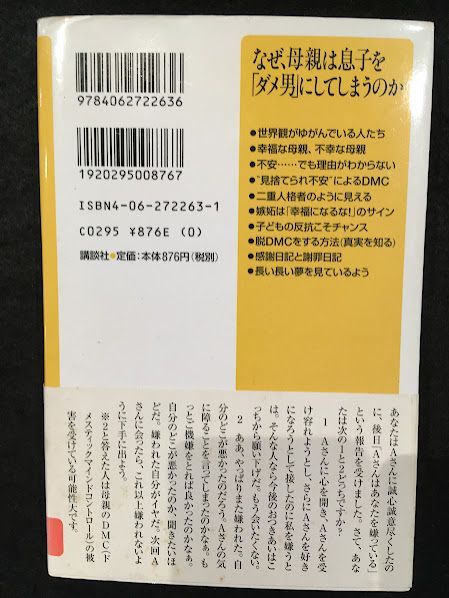 なぜ、母親は息子を
「ダメ男」にしてしまうのか
●世界観がゆがんでいる人たち
●幸福な母親、不幸な母親
●不安……でも理由がわからない
●“見捨てられ不安”によるDMC
●二重人格者のように見える
●嫉妬は「幸福になるな!」のサイン
●子どもの反抗こそチャンス
●脱DMCをする方法(真実を知る)
●感謝日記と謝罪日記
●長い長い夢を見ているよう
9784062722636
1920295008767
ISBN4-06-272263-1
C0295 ¥876E (0)
講談社●定価:本体876円(税別)
あなたはAさんに誠心誠意尽くしたの
に、後日「Aさんはあなたを嫌っている」
という報告を受けました。さて、あな
たは次の1と2どっちですか?
1 Aさんに心を開き、Aさんを受
け容れようとし、さらにAさんを好き
になろうとして接したのに私を嫌うと
は。そんな人なら今後のおつきあいはこ
っちから願い下げだ。もう会いたくない。
2 ああ、やっぱりまた嫌われた。自
分のどこが悪かったのだろう、Aさんの気
に障ることを言ってしまったのかなぁ。も
っとご機嫌をとれば良かったのかなぁ。
自分のどこが悪かったのか、聞きたいほ
どだ。嫌われた自分がイヤだ。次回A
さんに会ったら、これ以上嫌われないよ
うに下手に出よう。
※2と答えた人は母親のDMC(ド
メスティックマインドコントロール)の被
害を受けている可能性大です。